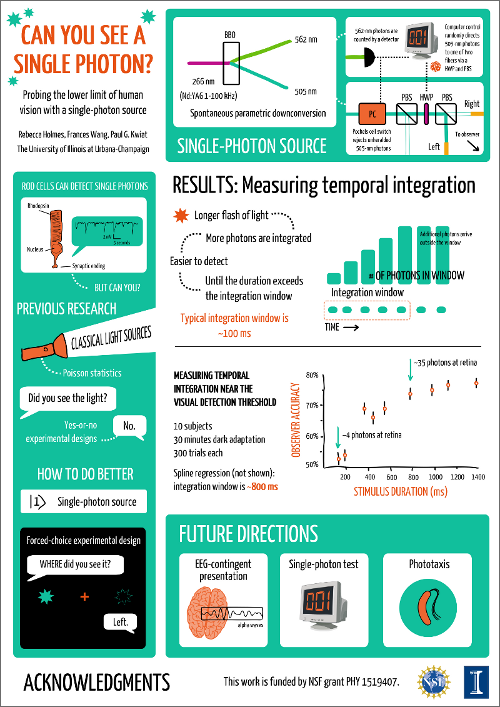 CAN YOU SEE A
SINGLE PHOTON?
Probing the lower limit of human
vision with a single-photon source
Rebecca Holmes, Frances Wang, Paul G. Kwiat
The University of Illinois at Urbana-Champaign
BBO
562 nm
266 nm
505 nm
Spontaneous parametric downconversion
SINGLE-PHOTON SOURCE
562-nm photons are
counted by a detector
001
Computer control
randomly directs
505-nm photons
to one of two
fibers via a
HWP and PBS
PC
PBS
HWP
PBS
Right
Pockels cell switch
rejects unheralded
505-nm photons
Left
To observer
ROD CELLS CAN DETECT SINGLE PHOTONS
Rhodopsin
Nucleus
Synaptic ending
BUT CAN YOU?
PREVIOUS RESEARCH
CLASSICAL LIGHT SOURCES
Poisson statistics
Did you see the light?
Yes-or-no
experimental designs
No.
HOW TO DO BETTER
|1⟩
Single-photon source
Forced-choice experimental design
WHERE did you see it?
+
Left.
RESULTS: Measuring temporal integration
Longer flash of light
More photons are integrated
Easier to detect
Until the duration exceeds
the integration window
Typical integration window is
~100 ms
Additional photons arrive
outside the window
# OF PHOTONS IN WINDOW
Integration window
TIME
MEASURING TEMPORAL
INTEGRATION NEAR THE
VISUAL DETECTION THRESHOLD
10 subjects
30 minutes dark adaptation
300 trials each
Spline regression (not shown):
integration window is ~800 ms
~35 photons at retina
~4 photons at retina
OBSERVER ACCURACY
80%
70%
60%
50%
200 400 600 800 1000 1200 1400
STIMULUS DURATION (ms)
FUTURE DIRECTIONS
EEG-contingent
presentation
alpha waves
Single-photon test
001
Phototaxis
ACKNOWLEDGMENTS
This work is funded by NSF grant PHY 1519407.
NSF
I